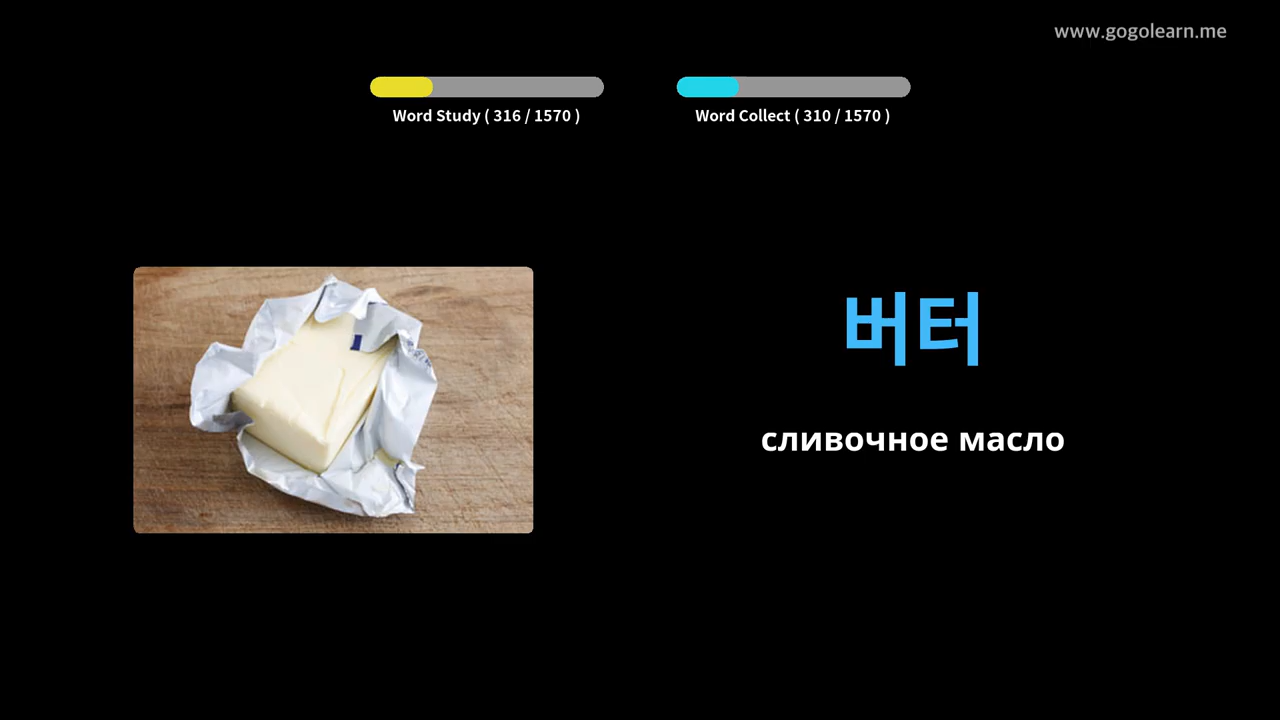 www.gogolearn.me
Word Study ( 316 / 1570 )
Word Collect ( 310 / 1570 )
버터
сливочное масло